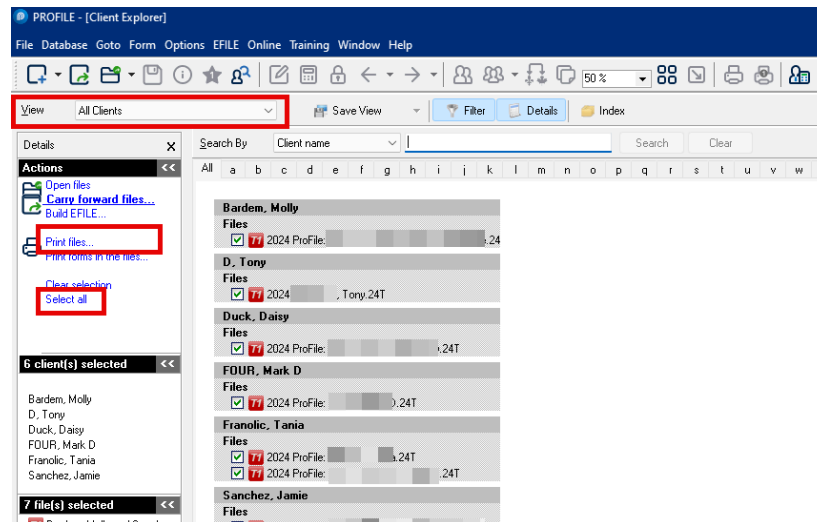 PROFILE - [Client Explorer]
File Database Goto Form Options EFILE Online Training Window Help
50 %
View All Clients Save View Filter Details Index
Details X Search By Client name Search Clear
Actions << All a b c d e f g h i j k l m n o p q r s t u v w
Open files
Carry forward files...
Build EFILE...
Print files...
Print forms in the files...
Clear selection
Select all
6 client(s) selected <<
Bardem, Molly
D, Tony
Duck, Daisy
FOUR, Mark D
Franolic, Tania
Sanchez, Jamie
7 file(s) selected <<
Bardem, Molly
Files
T1 2024 ProFile: .24
D, Tony
Files
T1 2024 , Tony.24T
Duck, Daisy
Files
T1 2024 ProFile: .24T
FOUR, Mark D
Files
T1 2024 ProFile: .24T
Franolic, Tania
Files
T1 2024 ProFile: .24T
T1 2024 ProFile: .24T
Sanchez, Jamie
Files